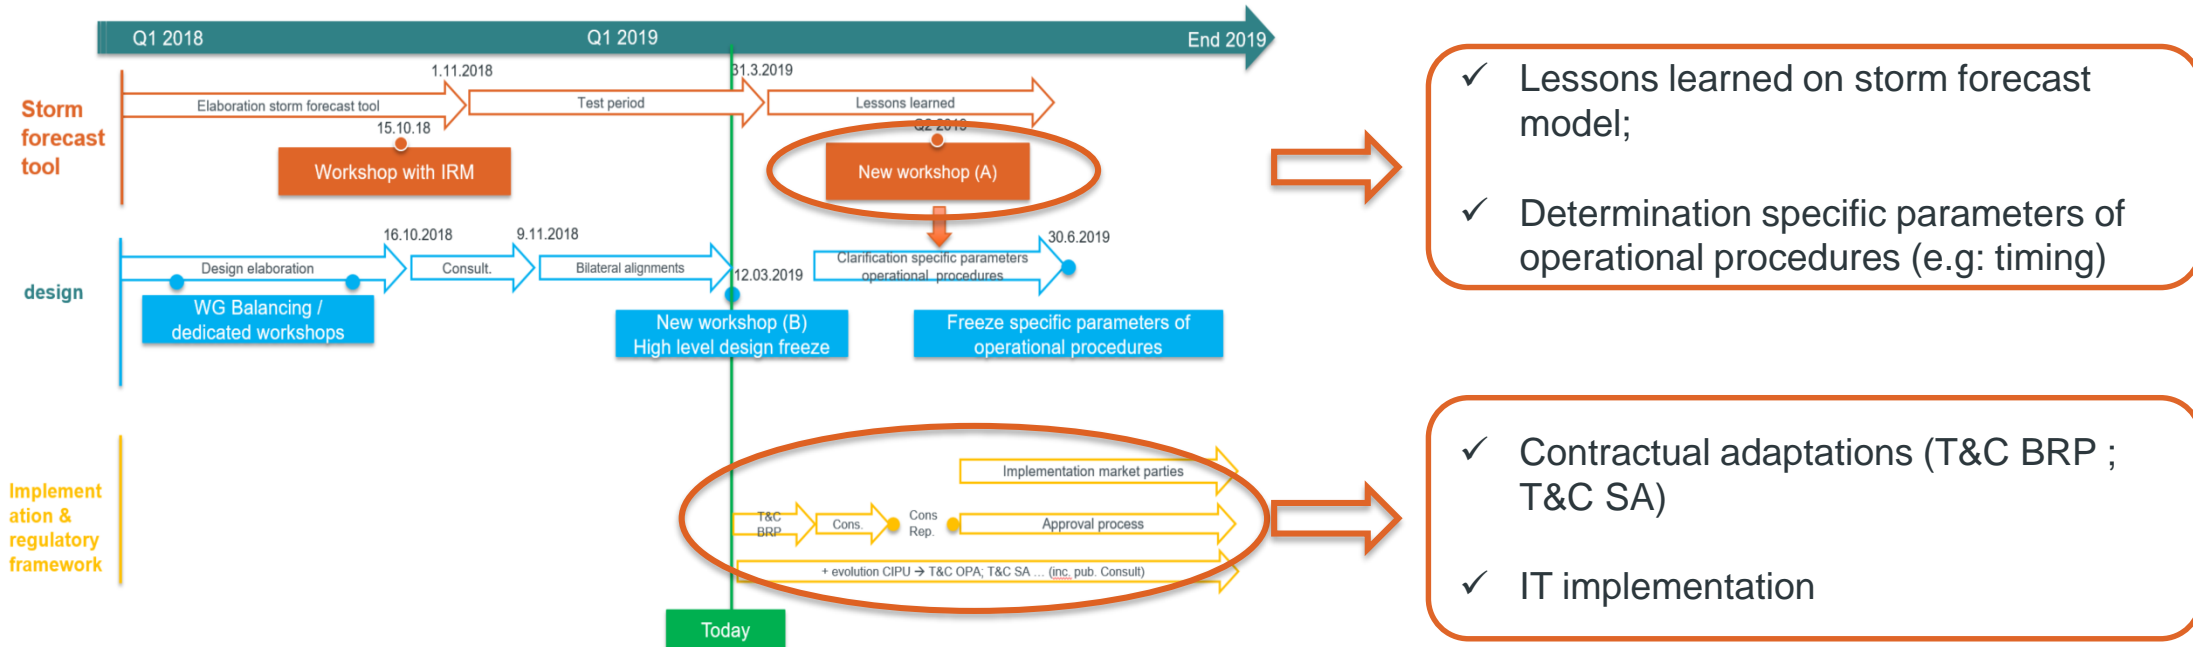 Q1 2018
Q1 2019
End 2019
Storm
forecast
tool
1.11.2018
31.3.2019
Elaboration storm forecast tool
Test period
Lessons learned
15.10.18
Q2 2019
Workshop with IRM
New workshop (A)
design
16.10.2018
9.11.2018
30.6.2019
Design elaboration
Consult.
Bilateral alignments
12.03.2019
Clarification specific parameters
operational procedures
WG Balancing /
dedicated workshops
New workshop (B)
High level design freeze
Freeze specific parameters of
operational procedures
Implement
ation &
regulatory
framework
Implementation market parties
T&C
BRP
Cons.
Cons
Rep.
Approval process
+ evolution CIPU → T&C OPA; T&C SA ... (inc. pub. Consult)
Today
✓ Lessons learned on storm forecast
model;
✓ Determination specific parameters of
operational procedures (e.g: timing)
✓ Contractual adaptations (T&C BRP ;
T&C SA)
✓ IT implementation